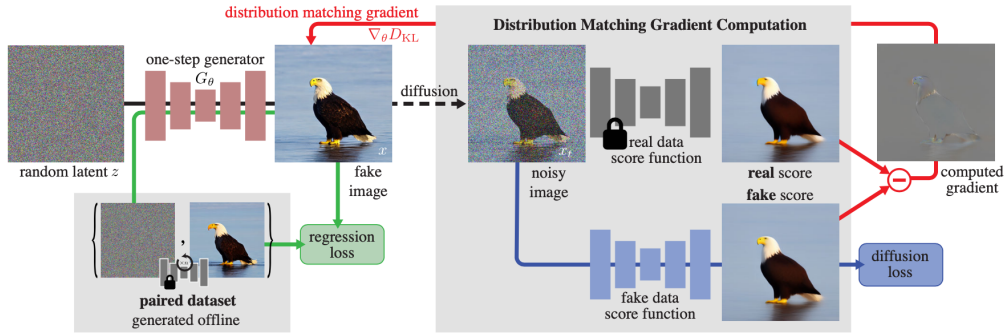 distribution matching gradient
∇θ D_KL
Distribution Matching Gradient Computation
one-step generator
Gθ
diffusion
x
x_t
random latent z
fake
image
noisy
image
real data
score function
real score
fake score
computed
gradient
,
regression
loss
paired dataset
generated offline
fake data
score function
diffusion
loss